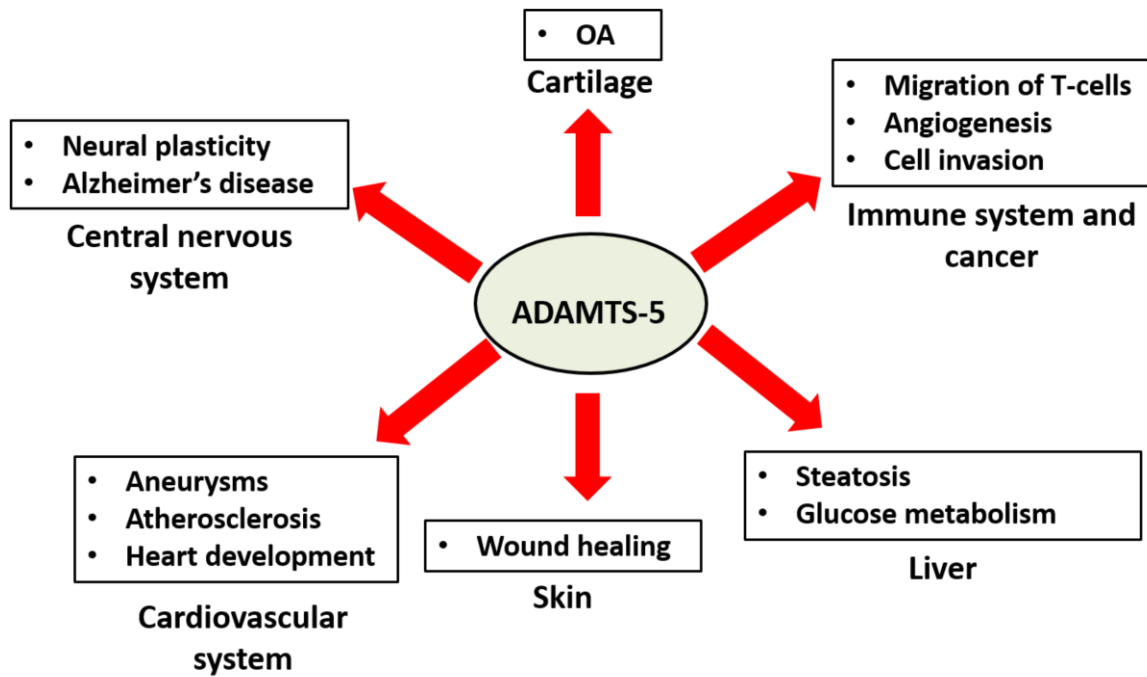 • OA
Cartilage
• Migration of T-cells
• Angiogenesis
• Cell invasion
Immune system and
cancer
• Neural plasticity
• Alzheimer’s disease
Central nervous
system
ADAMTS-5
• Aneurysms
• Atherosclerosis
• Heart development
Cardiovascular
system
• Wound healing
Skin
• Steatosis
• Glucose metabolism
Liver